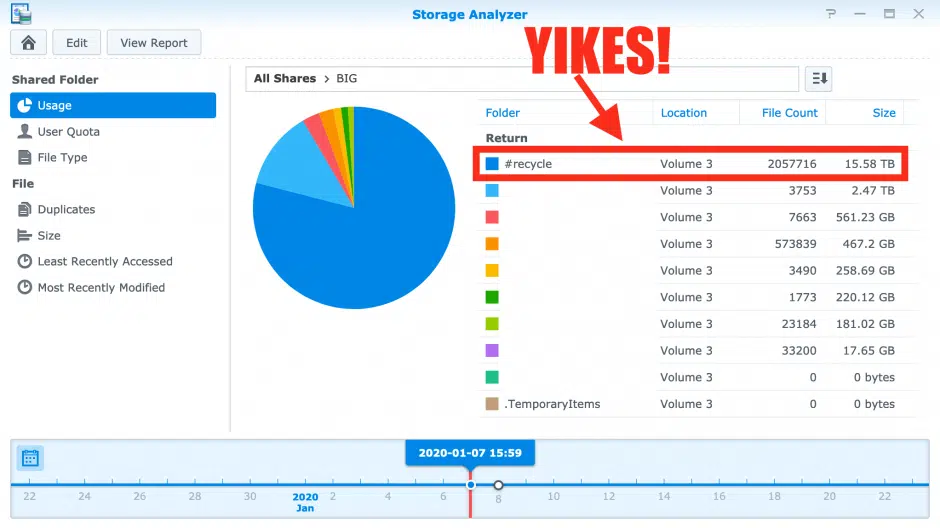 Storage Analyzer
Edit
View Report
YIKES!
Shared Folder
Usage
User Quota
File Type
File
Duplicates
Size
Least Recently Accessed
Most Recently Modified
All Shares > BIG
Folder Location File Count Size
Return
#recycle Volume 3 2057716 15.58 TB
Volume 3 3753 2.47 TB
Volume 3 7663 561.23 GB
Volume 3 573839 467.2 GB
Volume 3 3490 258.69 GB
Volume 3 1773 220.12 GB
Volume 3 23184 181.02 GB
Volume 3 33200 17.65 GB
Volume 3 0 0 bytes
.TemporaryItems Volume 3 0 0 bytes
2020-01-07 15:59
22 24 26 28 30 2020 2 4 6 8 10 12 14 16 18 20 22
Jan